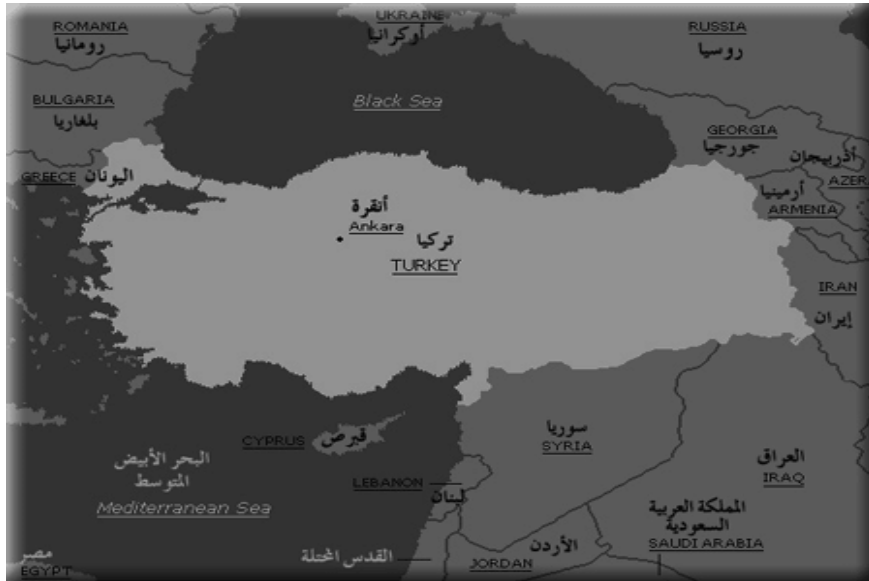 ROMANIA
رومانيا
UKRAINE
أوكرانيا
RUSSIA
روسيا
BULGARIA
بلغاريا
Black Sea
GEORGIA
جورجيا
أذربيجان
GREECE
اليونان
AZER
أرمينيا
ARMENIA
أنقرة
Ankara
تركيا
TURKEY
IRAN
إيران
CYPRUS
قبرص
سوريا
SYRIA
العراق
IRAQ
البحر الأبيض
المتوسط
Mediterranean Sea
LEBANON
لبنان
المملكة العربية
السعودية
SAUDI ARABIA
القدس المحتلة
الأردن
JORDAN
مصر
EGYPT